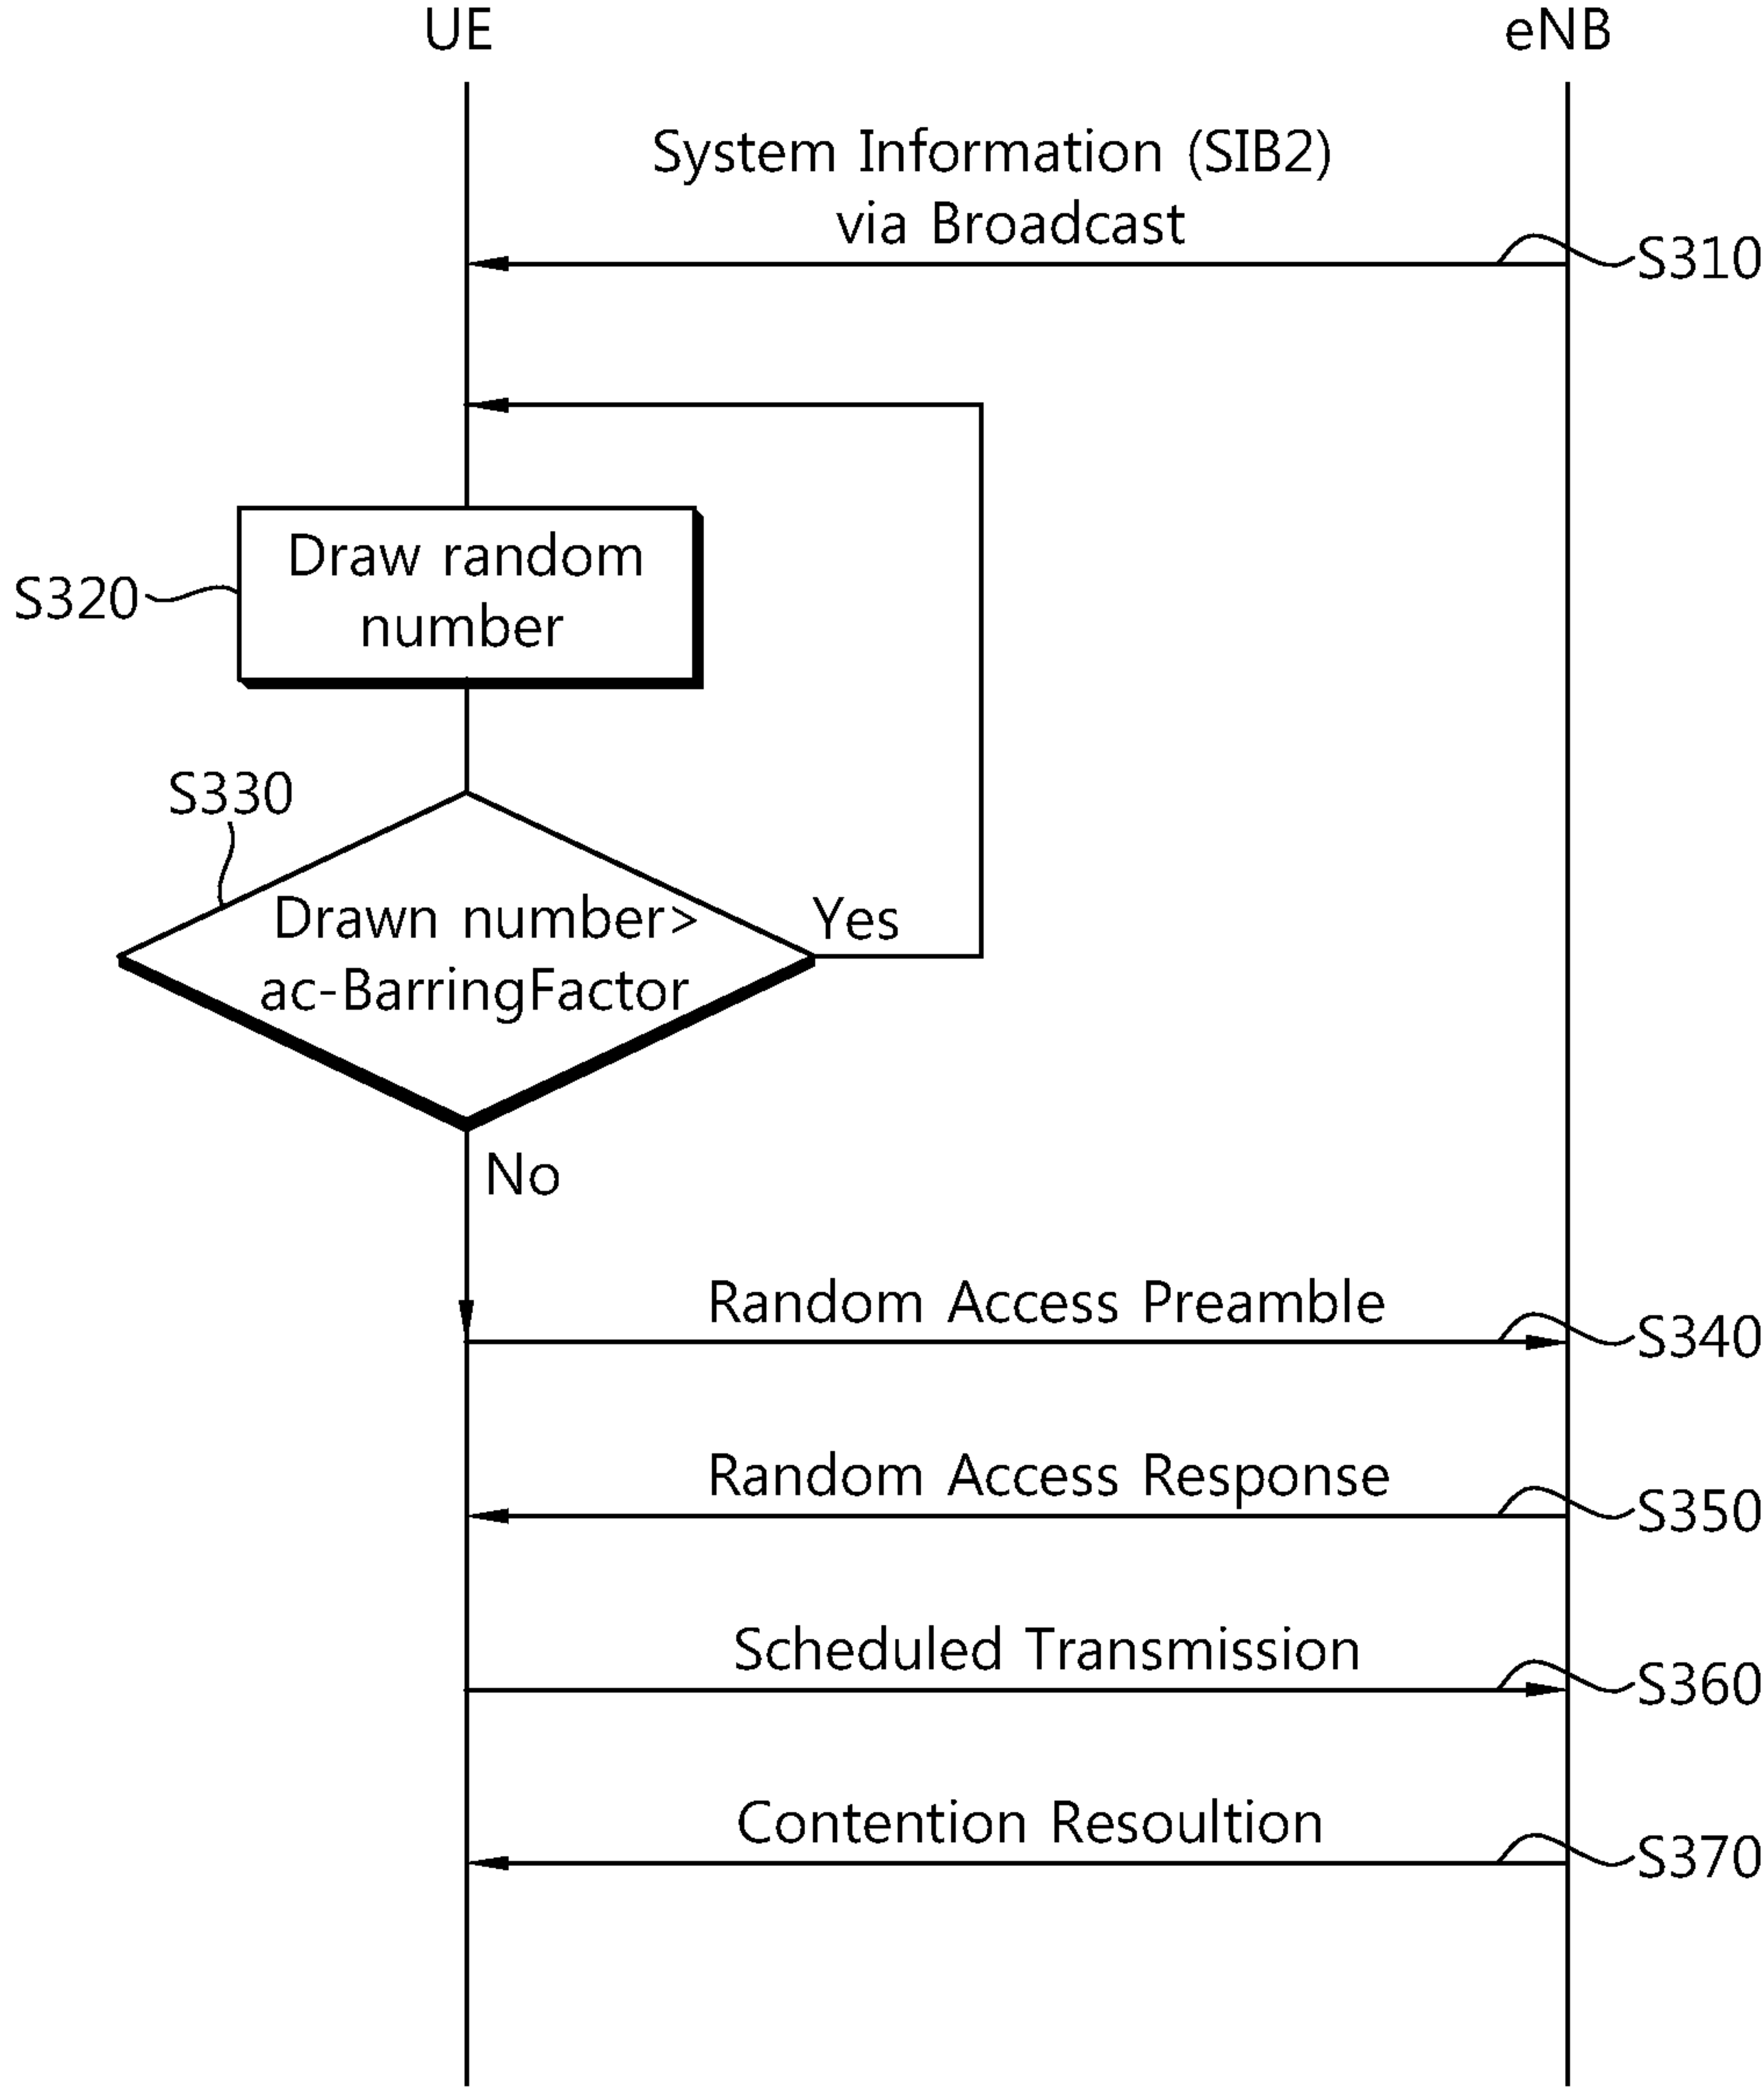 UE
eNB
System Information (SIB2)
via Broadcast
S310
Draw random
number
S320
S330
Drawn number>
ac-BarringFactor
Yes
No
Random Access Preamble
S340
Random Access Response
S350
Scheduled Transmission
S360
Contention Resoultion
S370